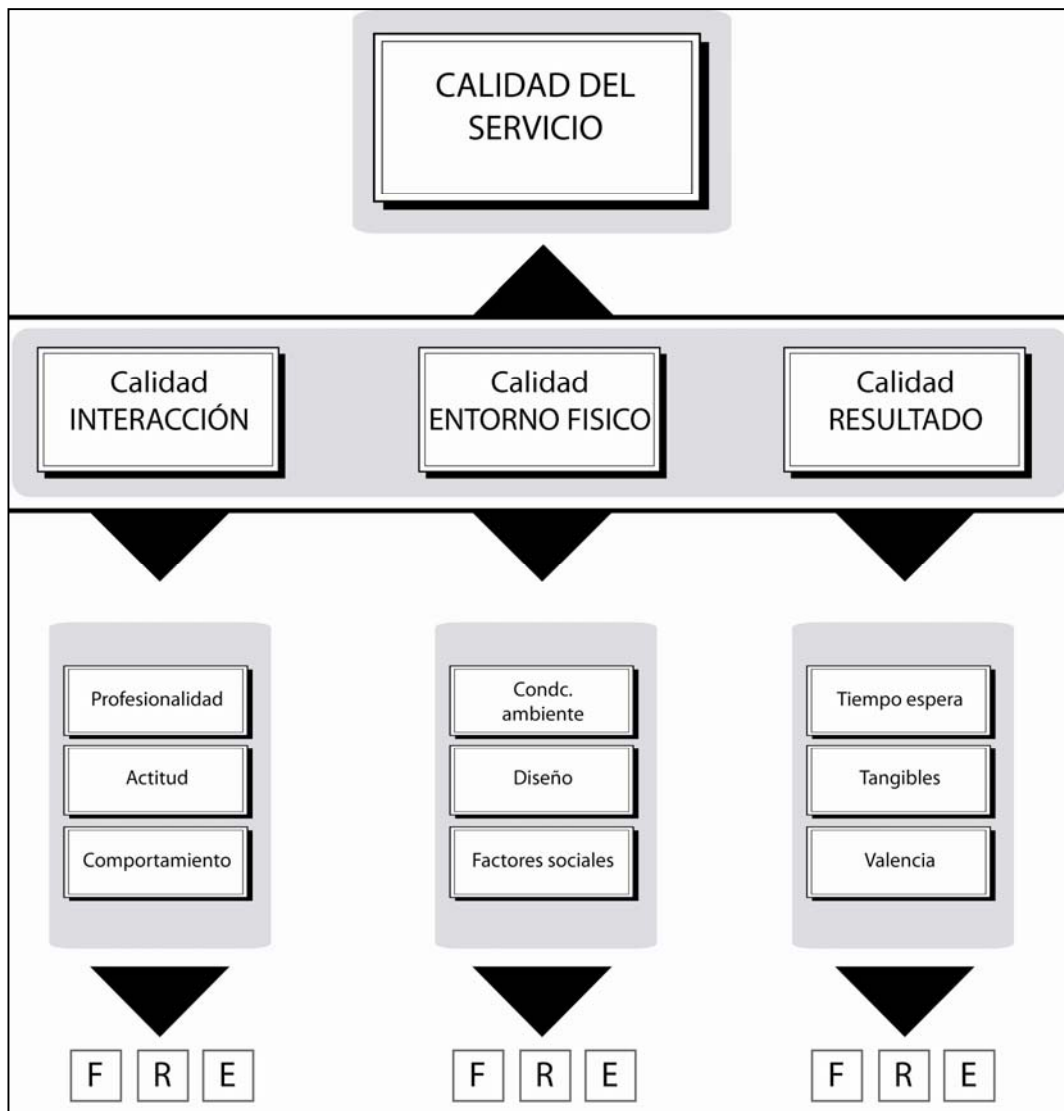 CALIDAD DEL
SERVICIO
Calidad
INTERACCIÓN
Calidad
ENTORNO FISICO
Calidad
RESULTADO
Profesionalidad
Actitud
Comportamiento
Condc.
ambiente
Diseño
Factores sociales
Tiempo espera
Tangibles
Valencia
F R E
F R E
F R E